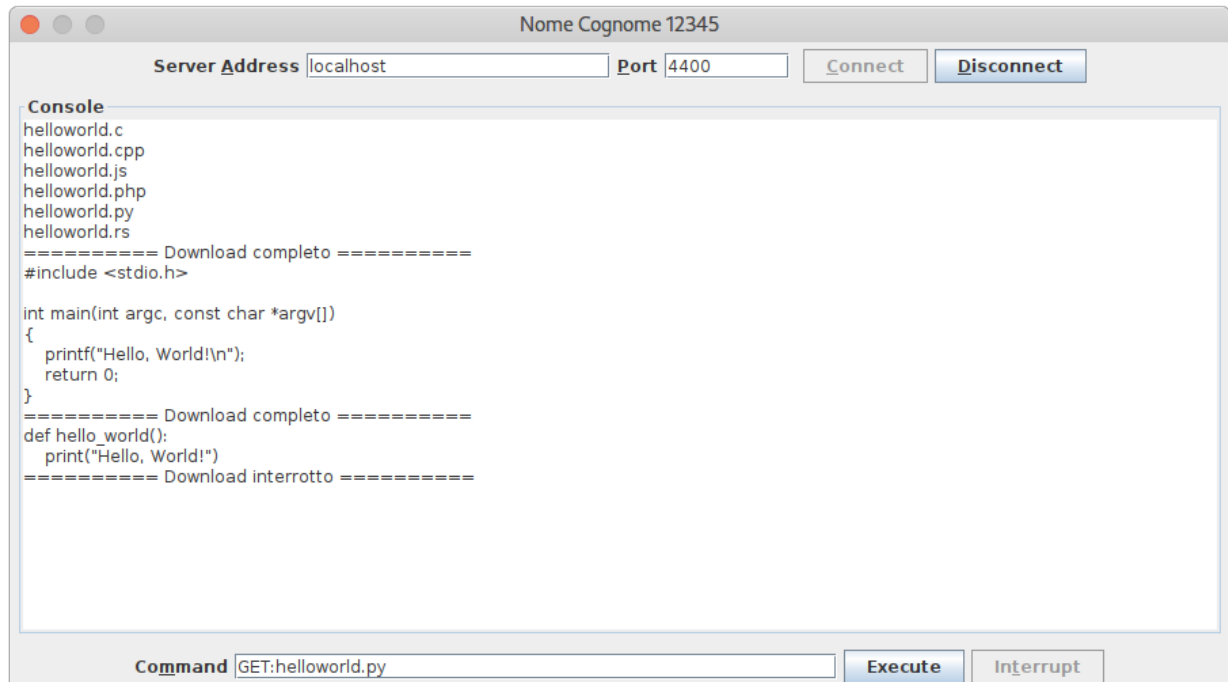 Nome Cognome 12345
Server Address localhost Port 4400 Connect Disconnect
Console
helloworld.c
helloworld.cpp
helloworld.js
helloworld.php
helloworld.py
helloworld.rs
========== Download completo ==========
#include <stdio.h>

int main(int argc, const char *argv[])
{
    printf("Hello, World!\n");
    return 0;
}
========== Download completo ==========
def hello_world():
    print("Hello, World!")
========== Download interrotto ==========
Command GET:helloworld.py Execute Interrupt